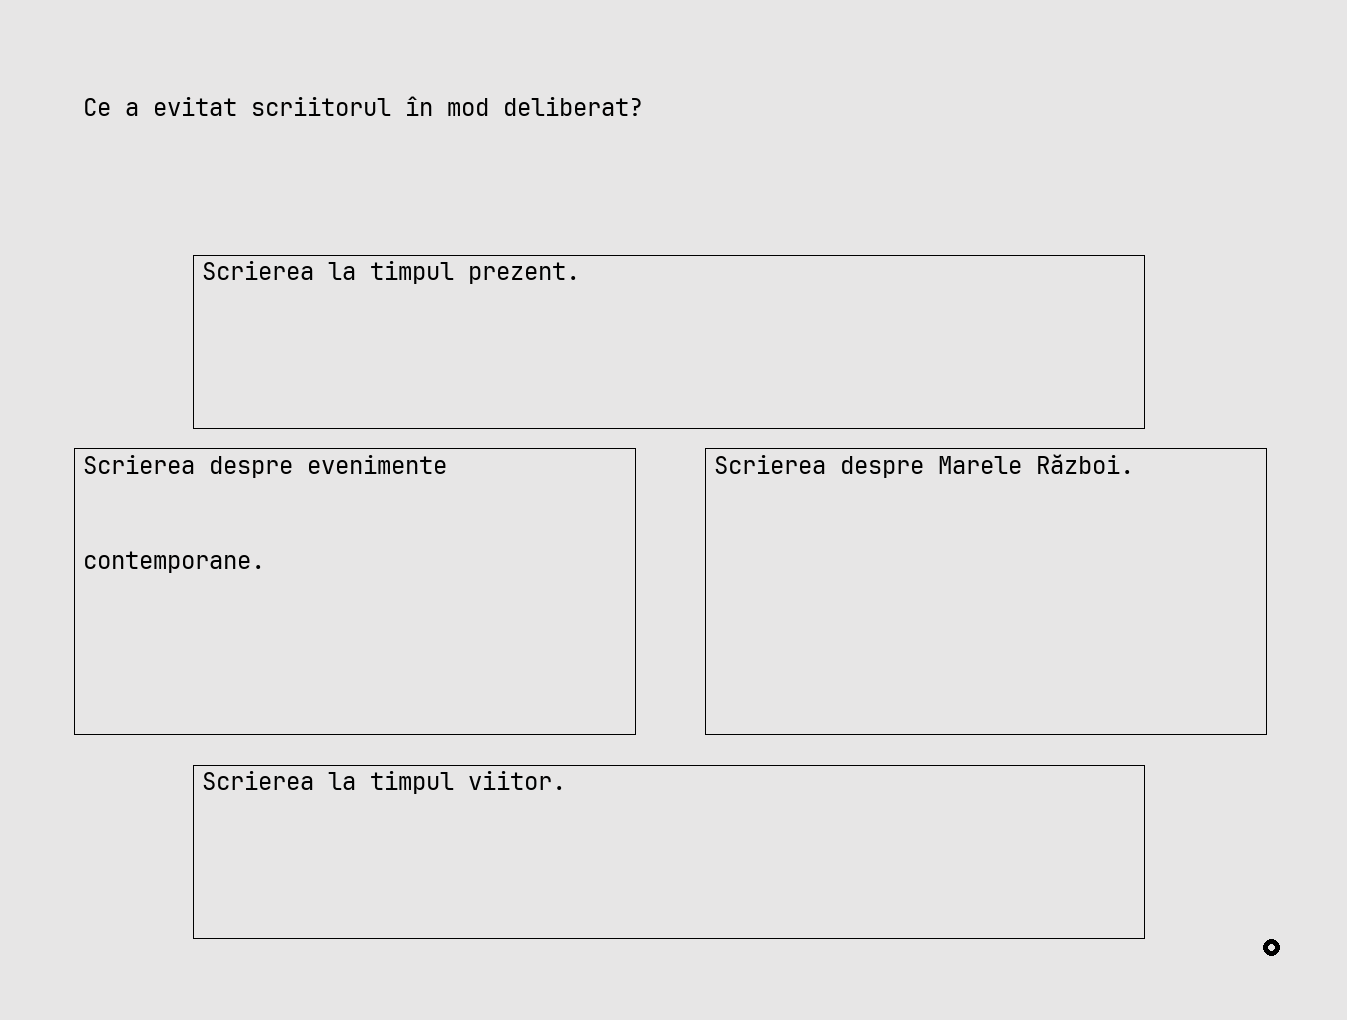 Ce a evitat scriitorul în mod deliberat?
Scrierea la timpul prezent.
Scrierea despre evenimente
contemporane.
Scrierea despre Marele Război.
Scrierea la timpul viitor.